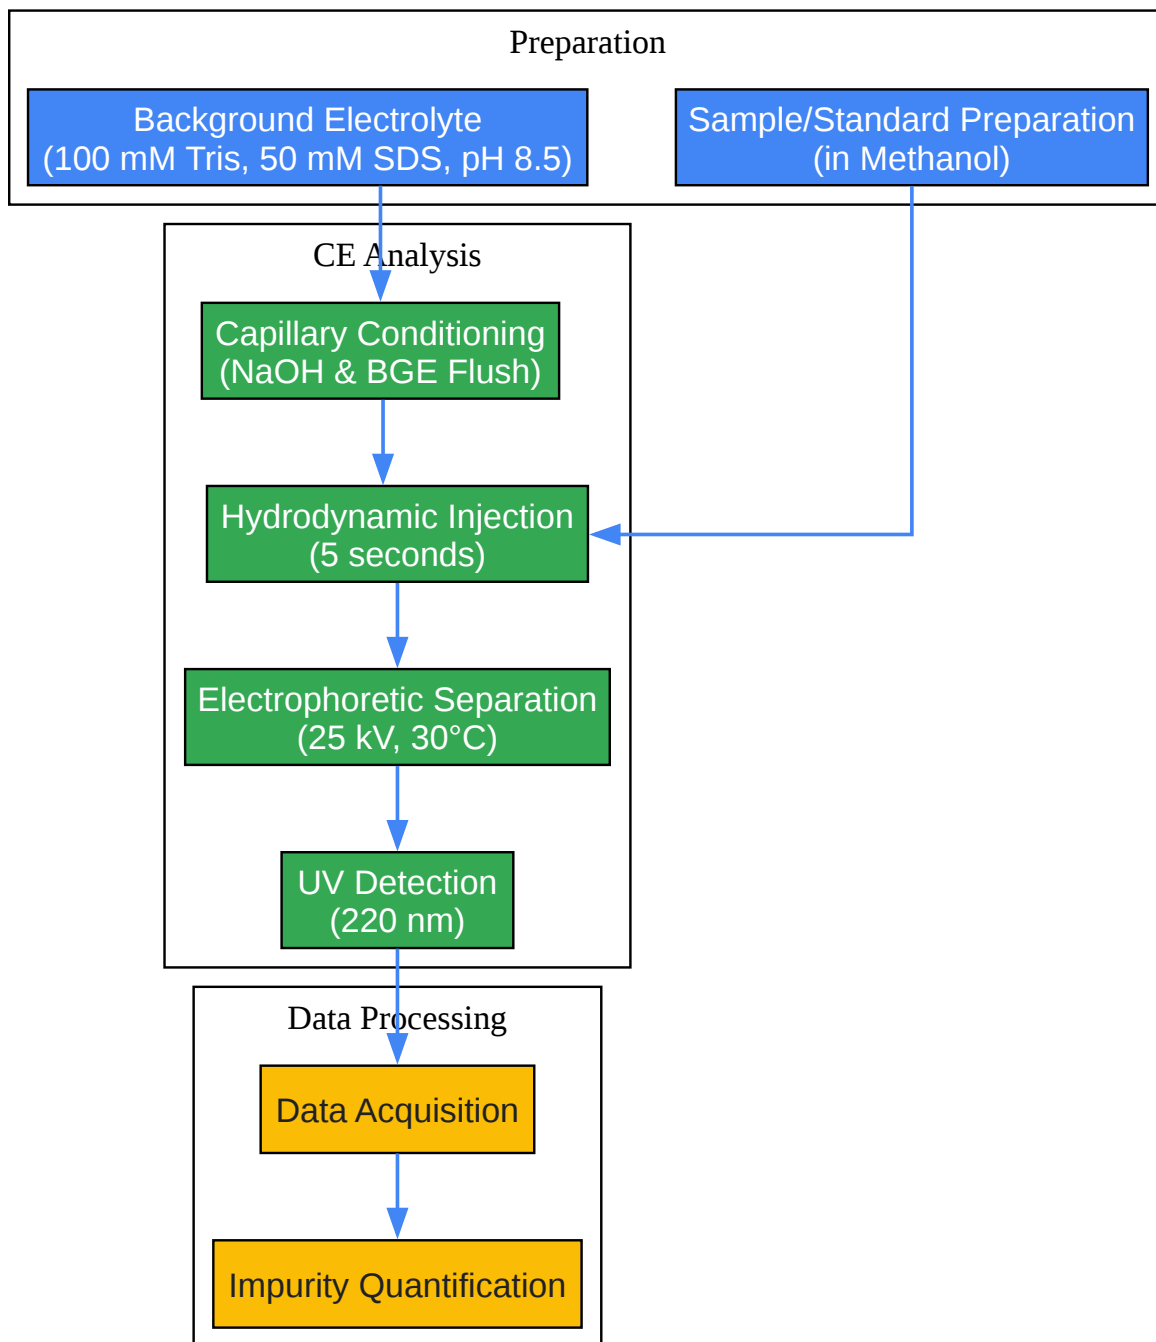 Preparation
Background Electrolyte
(100 mM Tris, 50 mM SDS, pH 8.5)
Sample/Standard Preparation
(in Methanol)
CE Analysis
Capillary Conditioning
(NaOH & BGE Flush)
Hydrodynamic Injection
(5 seconds)
Electrophoretic Separation
(25 kV, 30°C)
UV Detection
(220 nm)
Data Processing
Data Acquisition
Impurity Quantification